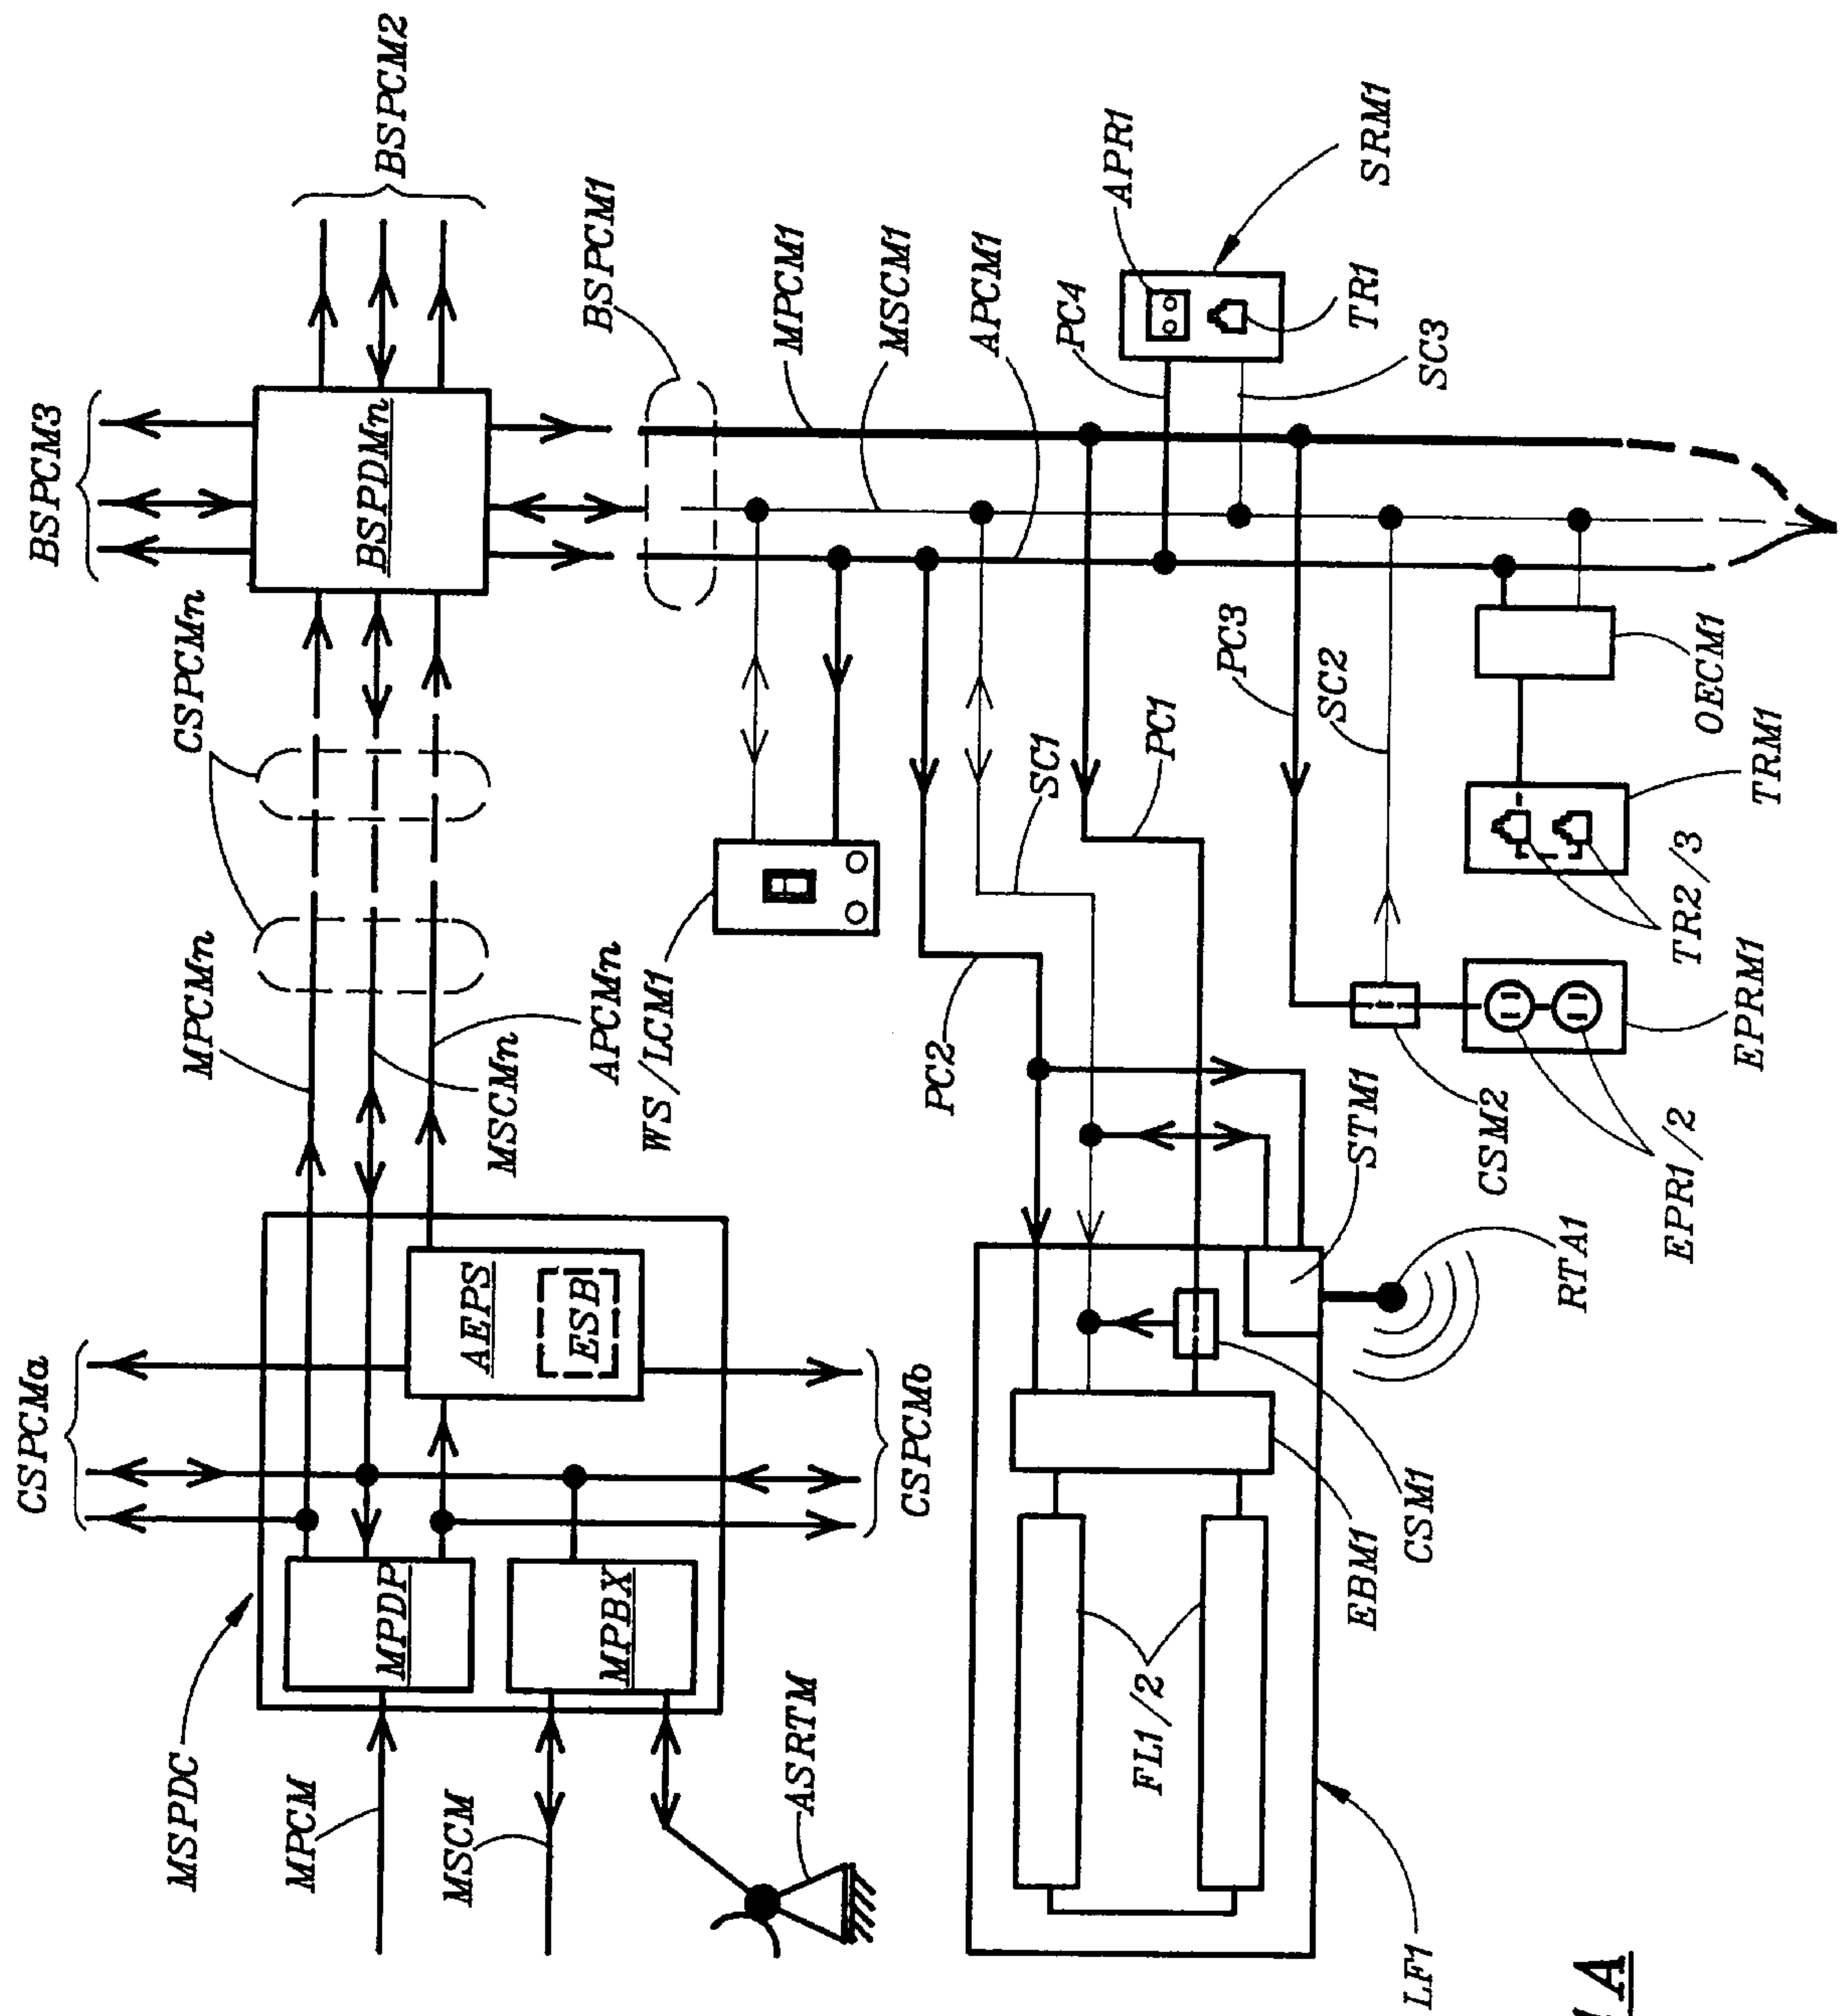 BSPCM3
BSPCM2
BSPDMn
CSPCMn
BSPCM1
MPCM1
MSCM1
APCM1
PC4
APR1
SRM1
TR1
SC3
MPCMn
APCMn
MSCMn
WS/LCM1
SC1
PC1
PC3
SC2
OECM1
TRM1
TR2/3
PC2
STM1
CSM2
EPRM1
EPR1/2
RTA1
CSPCMa
AEPS
ESB
CSPCMb
MSPDC
MPDP
MPBX
MPCM
MSCM
ASRTM
CSM1
EBM1
FL1/2
LF1